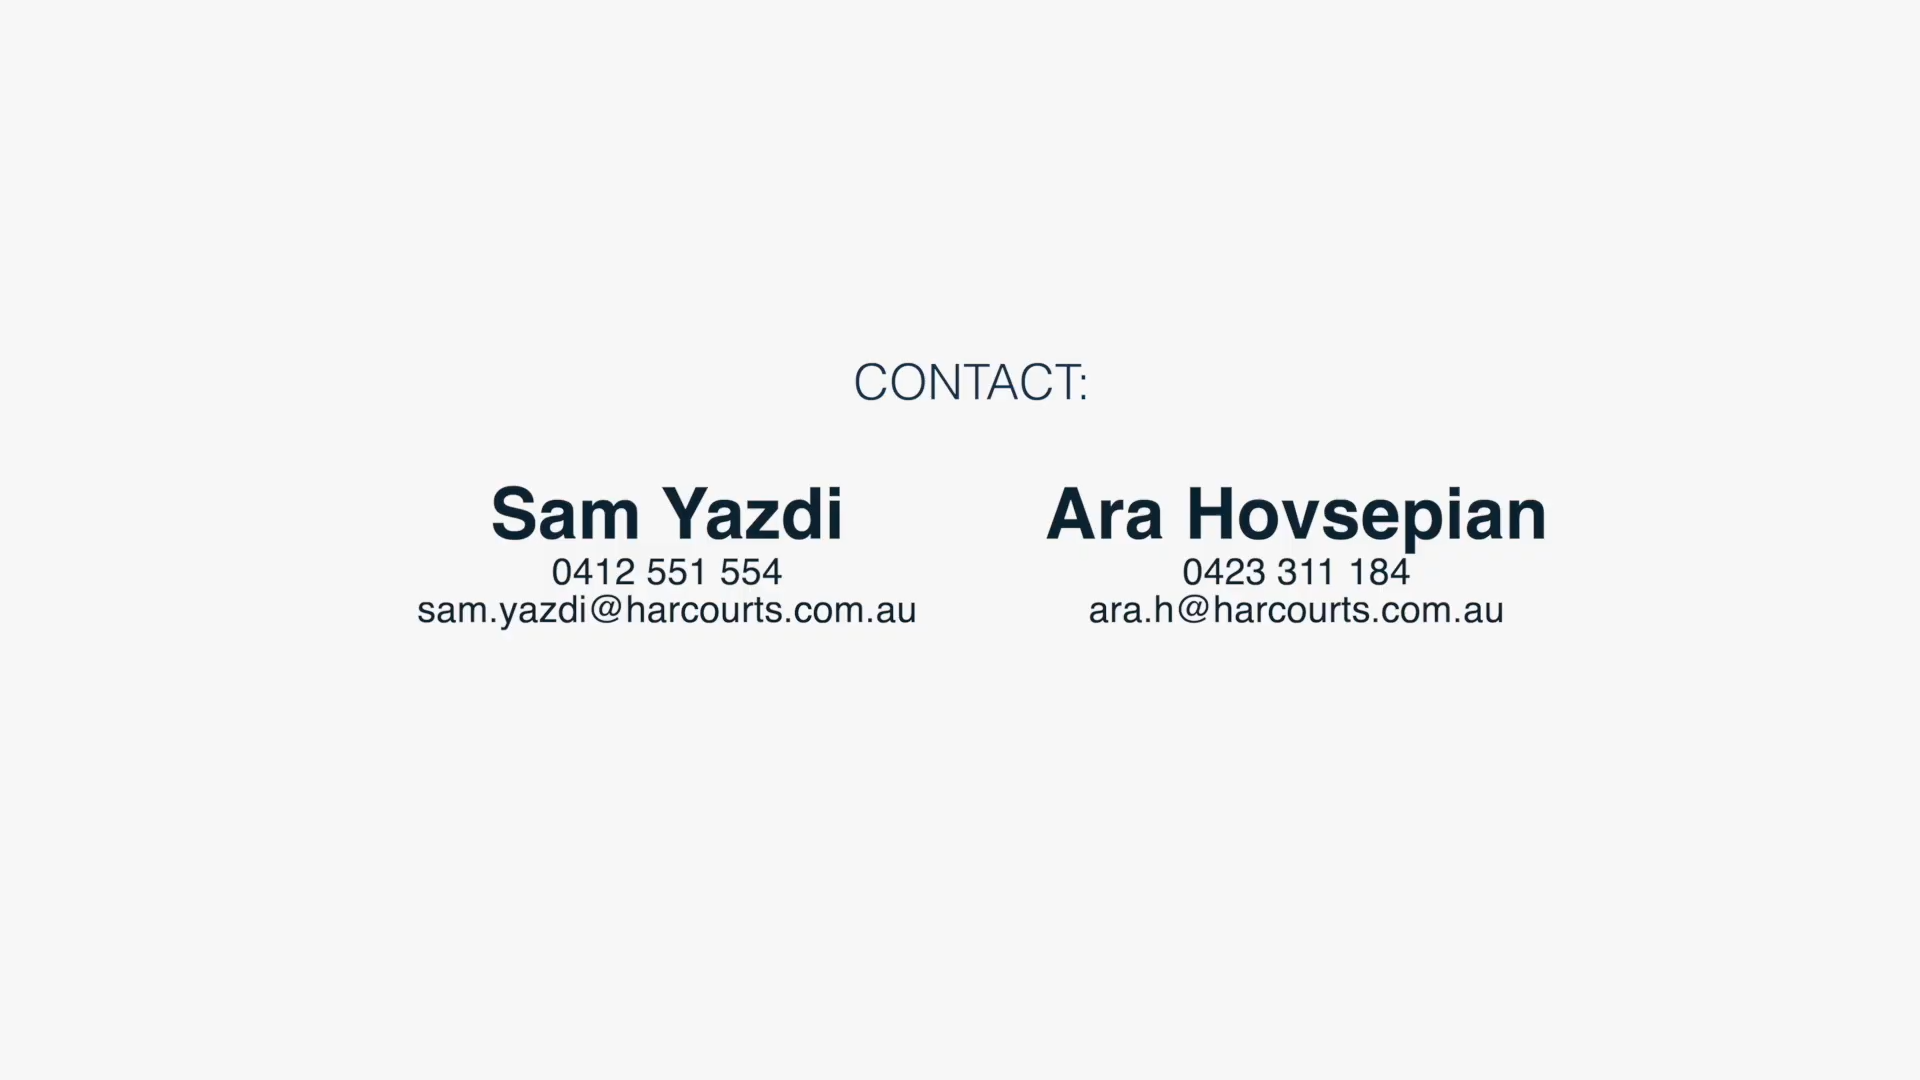 CONTACT:
Sam Yazdi
0412 551 554
sam.yazdi@harcourts.com.au
Ara Hovsepian
0423 311 184
ara.h@harcourts.com.au